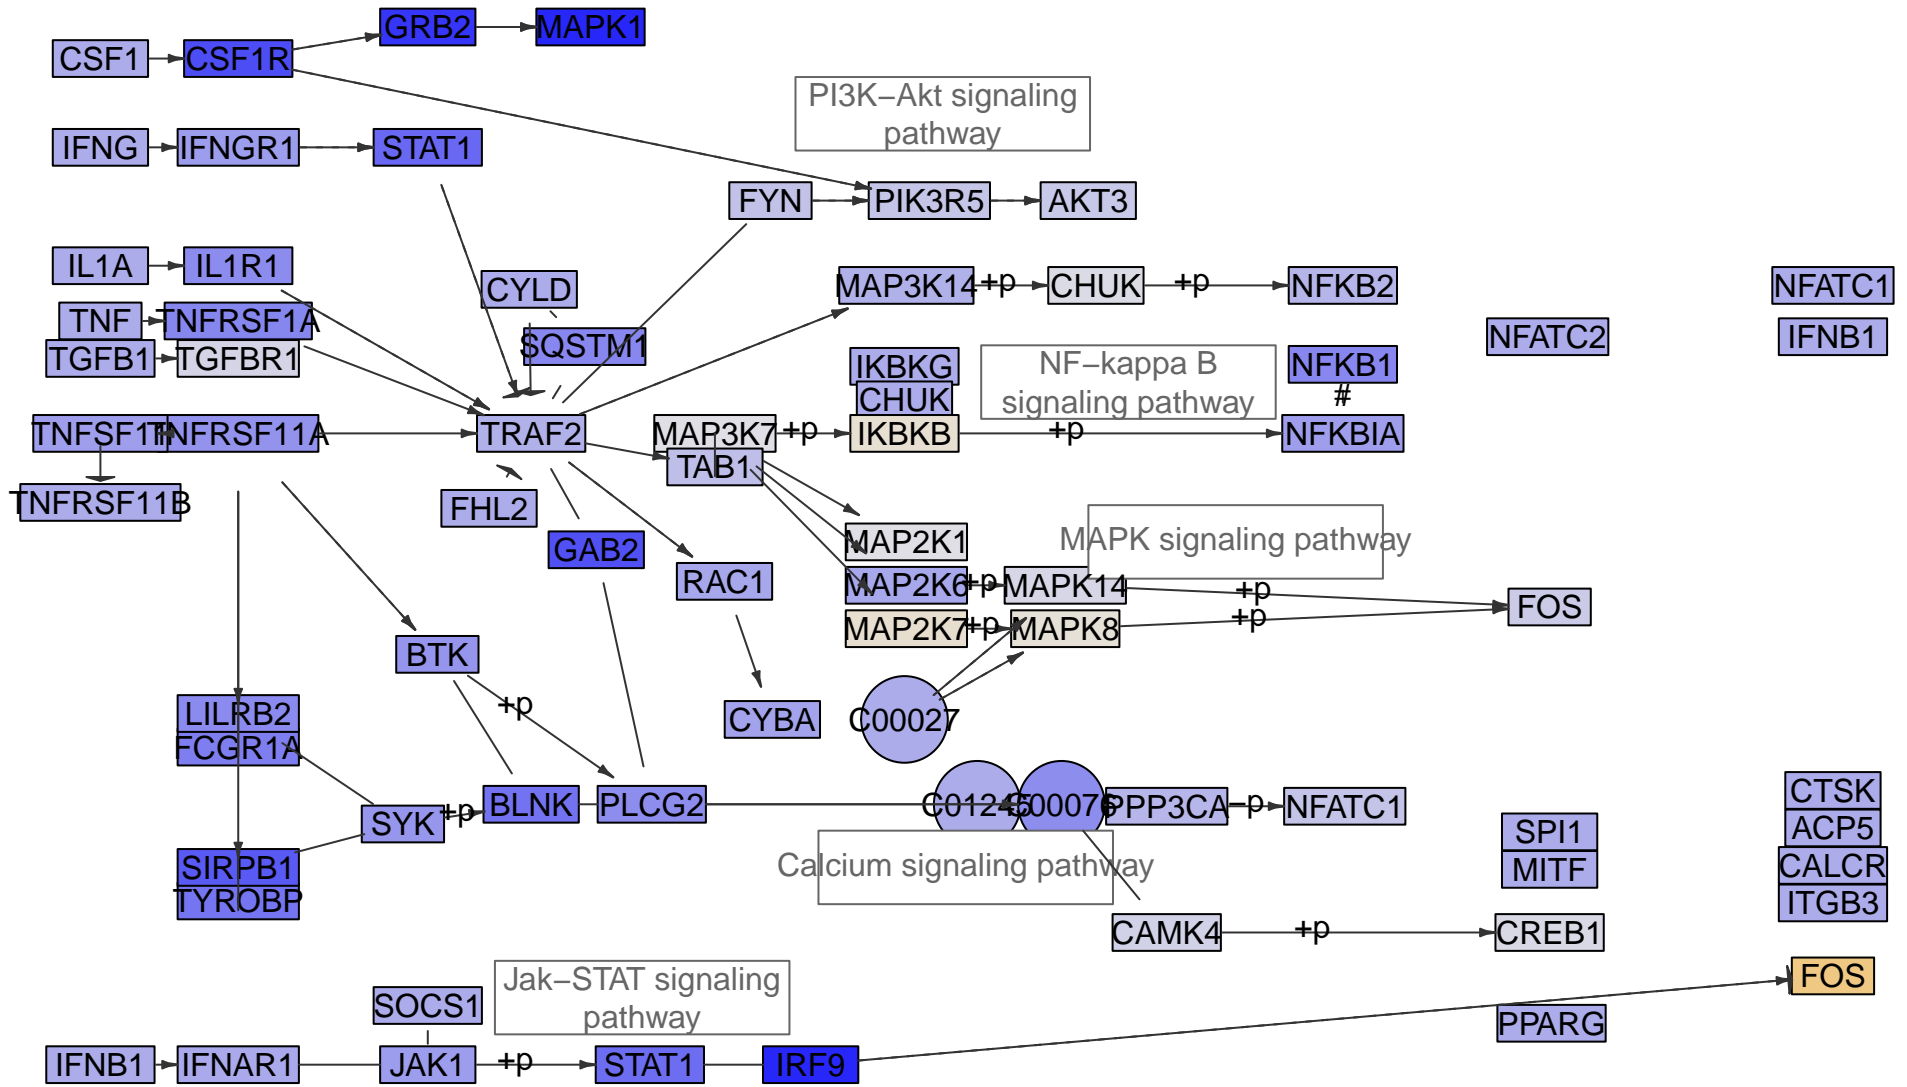 GRB2
MAPK1
CSF1
CSF1R
PI3K–Akt signaling
pathway
IFNG
IFNGR1
STAT1
FYN
PIK3R5
AKT3
IL1A
IL1R1
CYLD
MAP3K14
+p
CHUK
+p
NFKB2
NFATC1
TNF
TNFRSF1A
SQSTM1
NFATC2
IFNB1
TGFB1
TGFBR1
IKBKG
NF–kappa B
signaling pathway
NFKB1
#
CHUK
TNFRSF11A
TRAF2
MAP3K7
+p
IKBKB
+p
NFKBIA
TAB1
TNFRSF11B
FHL2
GAB2
MAP2K1
MAPK signaling pathway
RAC1
MAP2K6
+p
MAPK14
+p
FOS
MAP2K7
+p
MAPK8
+p
BTK
+p
LILRB2
FCGR1A
CYBA
C00027
SYK
+p
BLNK
PLCG2
C01245
C00076
PPP3CA
–p
NFATC1
CTSK
ACP5
CALCR
ITGB3
SPI1
MITF
Calcium signaling pathway
SIRPB1
TYROBP
CAMK4
+p
CREB1
Jak–STAT signaling
pathway
FOS
SOCS1
PPARG
IFNB1
IFNAR1
JAK1
+p
STAT1
IRF9